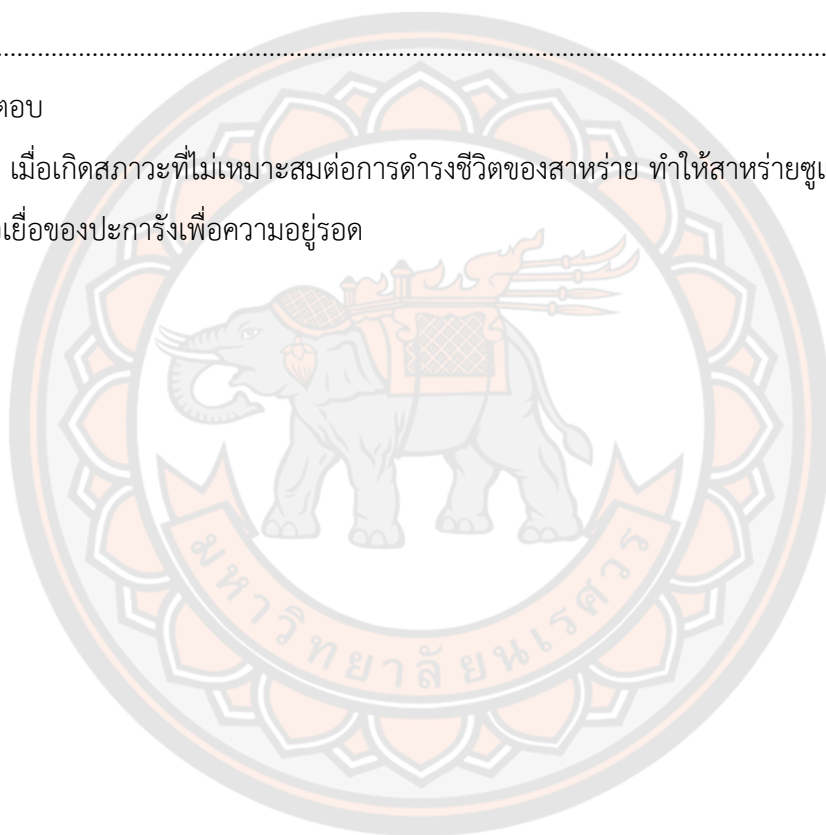 ................................................................................................................................
ตอบ
เมื่อเกิดสภาวะที่ไม่เหมาะสมต่อการดำรงชีวิตของสาหร่าย ทำให้สาหร่ายซูเ
เยื่อของปะการังเพื่อความอยู่รอด
มหาวิทยาลัยนเรศวร